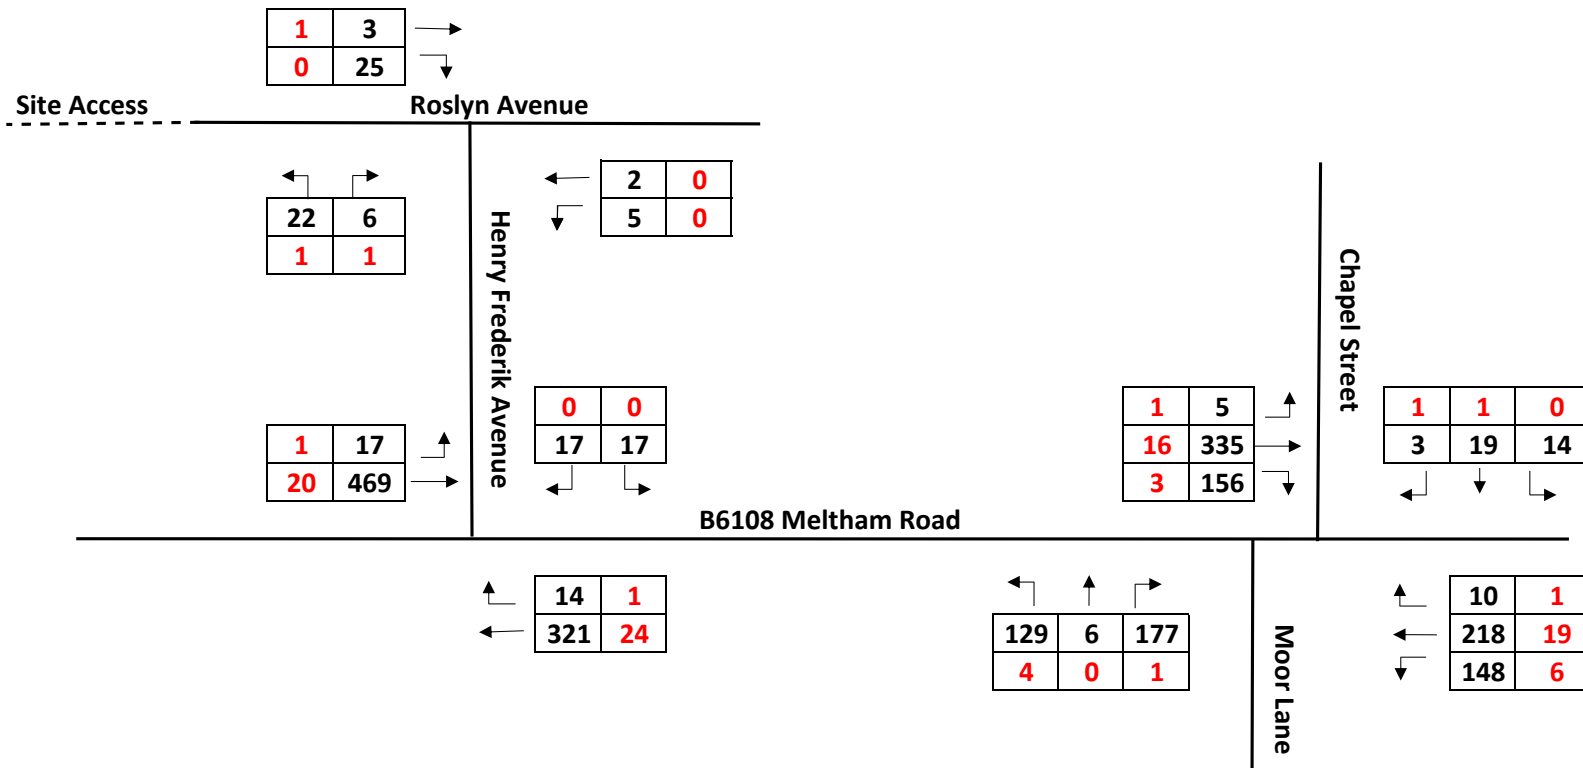 1 3
0 25
Site Access Roslyn Avenue
2 0
5 0
22 6
1 1
Henry Frederik Avenue
Chapel Street
0 0
17 17
1 17
20 469
1 5
16 335
3 156
1 1 0
3 19 14
B6108 Meltham Road
14 1
321 24
129 6 177
4 0 1
Moor Lane
10 1
218 19
148 6